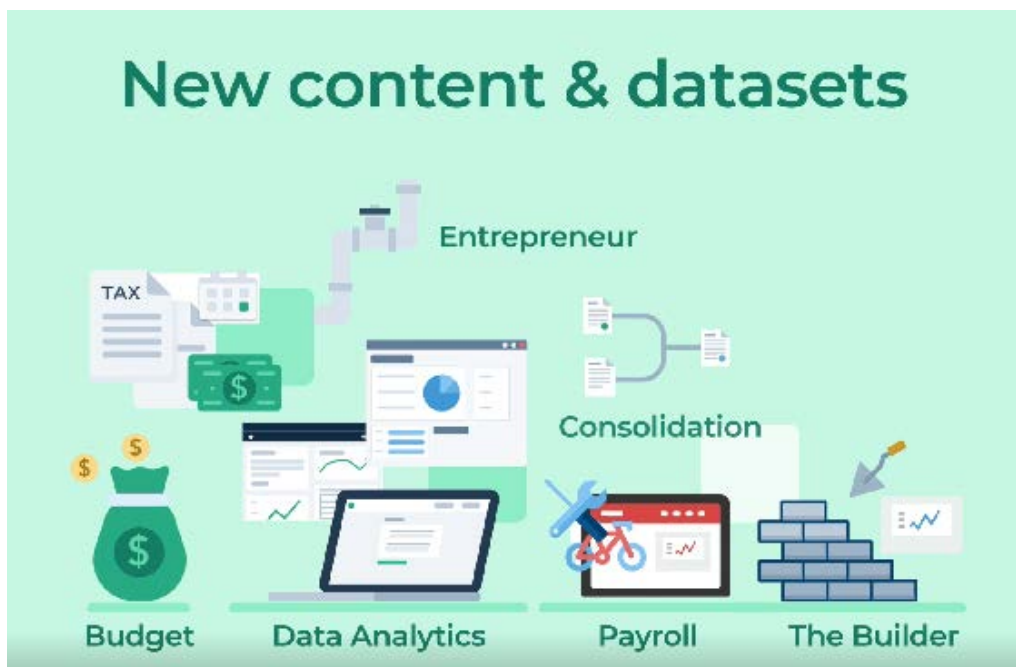 New content & datasets
Entrepreneur
TAX
$
Consolidation
$
$
$
Budget
Data Analytics
Payroll
The Builder